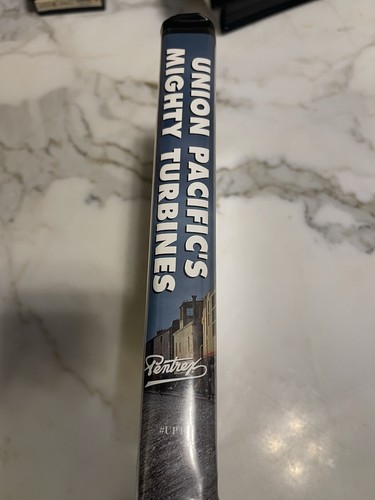 UNION PACIFIC'S
MIGHTY TURBINES
Pentrex